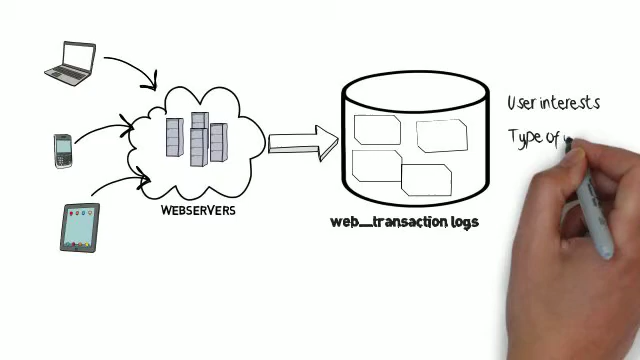 WEBSERVERS
web_transaction logs
User interests
Type of